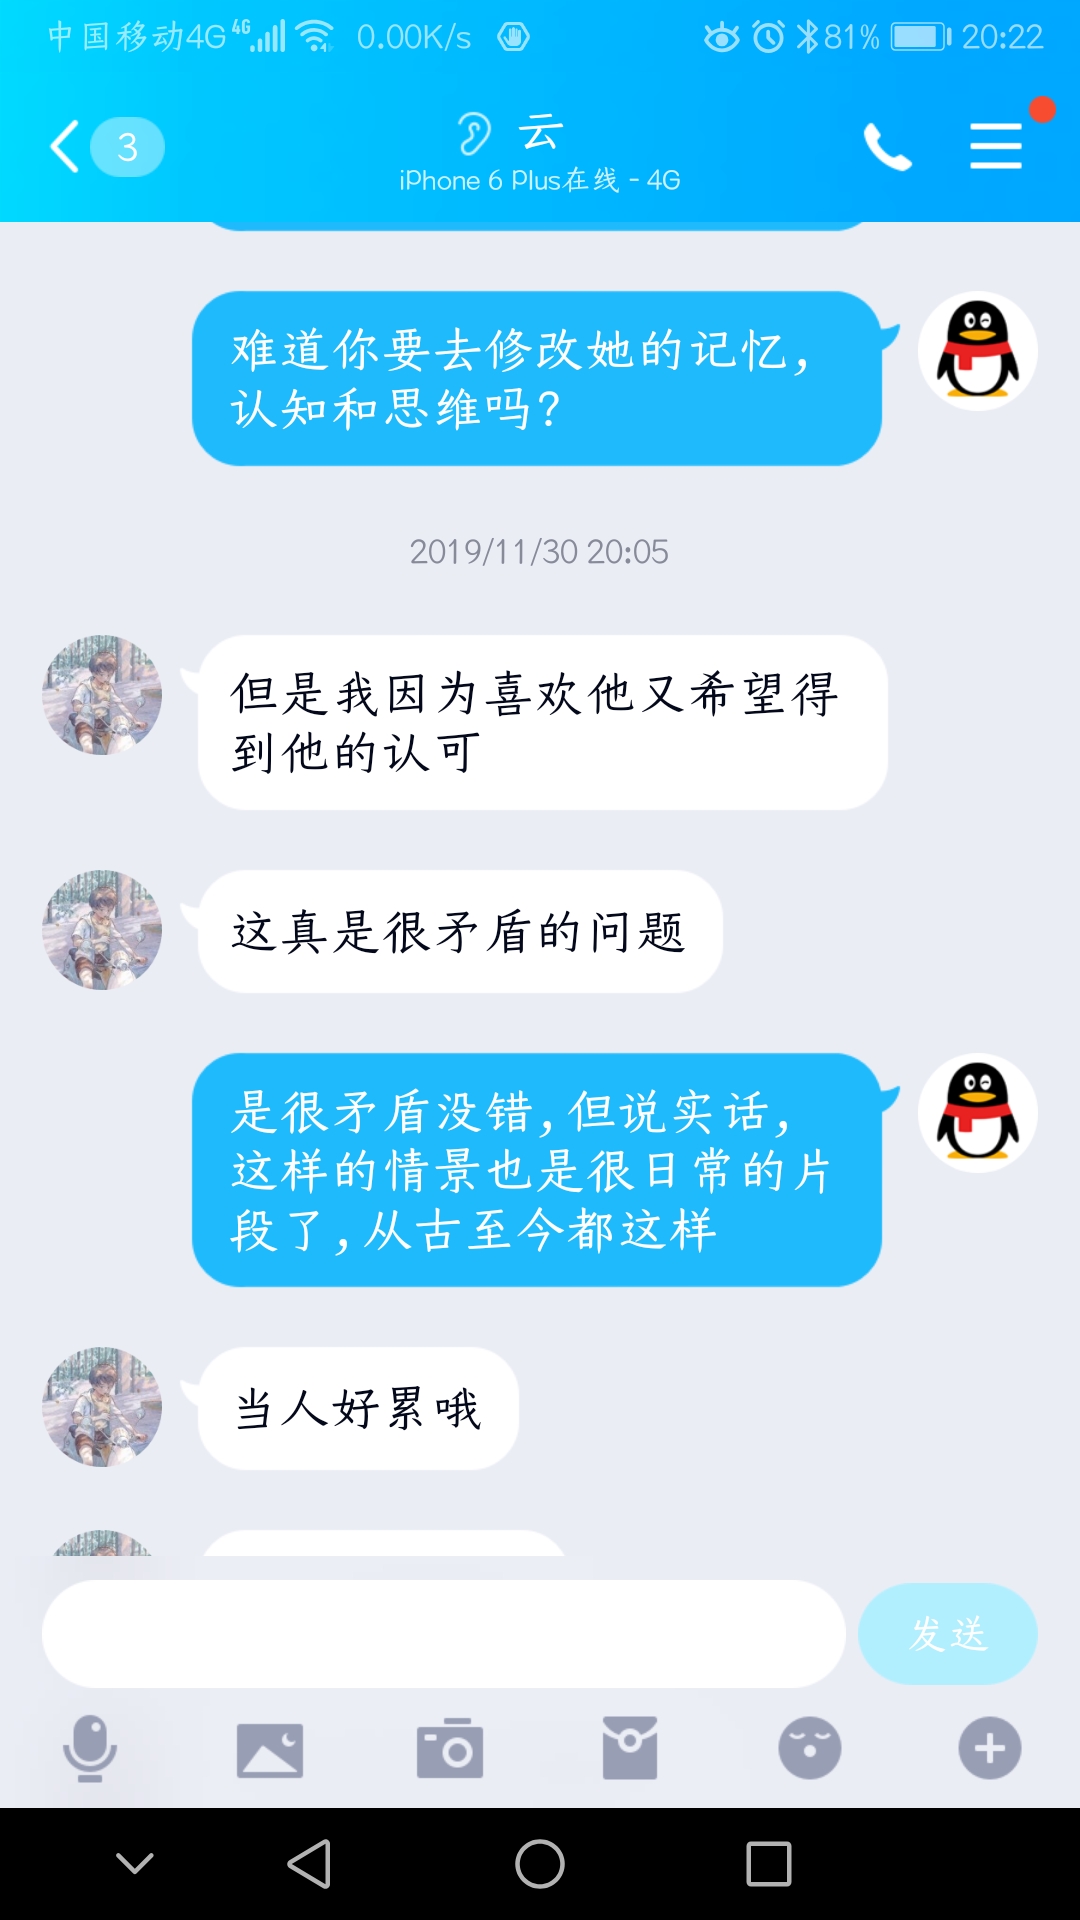 中国移动4G 4G 0.00K/s 81% 20:22
3 云
iPhone 6 Plus在线 - 4G
难道你要去修改她的记忆,
认知和思维吗?
2019/11/30 20:05
但是我因为喜欢他又希望得
到他的认可
这真是很矛盾的问题
是很矛盾没错,但说实话,
这样的情景也是很日常的片
段了,从古至今都这样
当人好累哦
发送